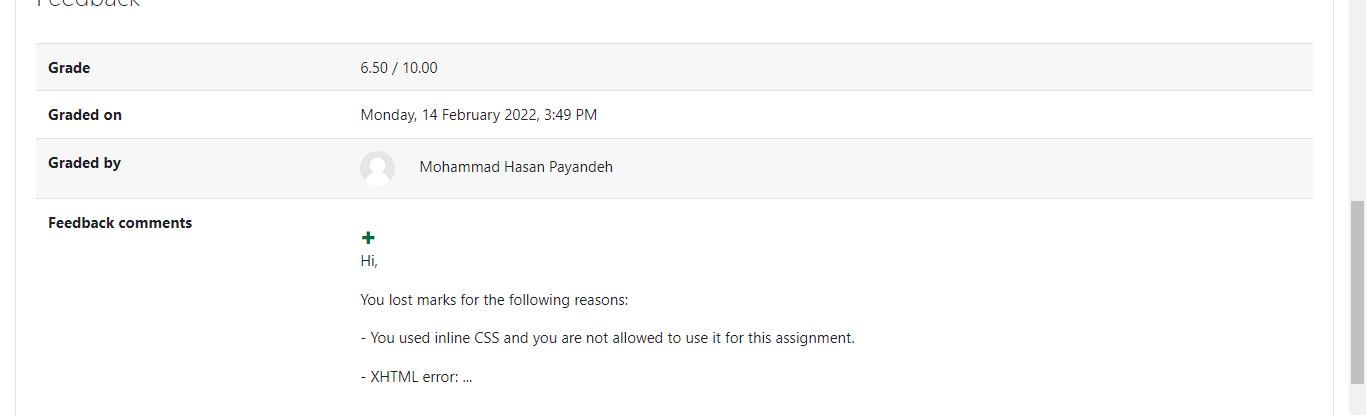 Feedback
Grade 6.50 / 10.00
Graded on Monday, 14 February 2022, 3:49 PM
Graded by Mohammad Hasan Payandeh
Feedback comments
Hi,
You lost marks for the following reasons:
- You used inline CSS and you are not allowed to use it for this assignment.
- XHTML error: ...